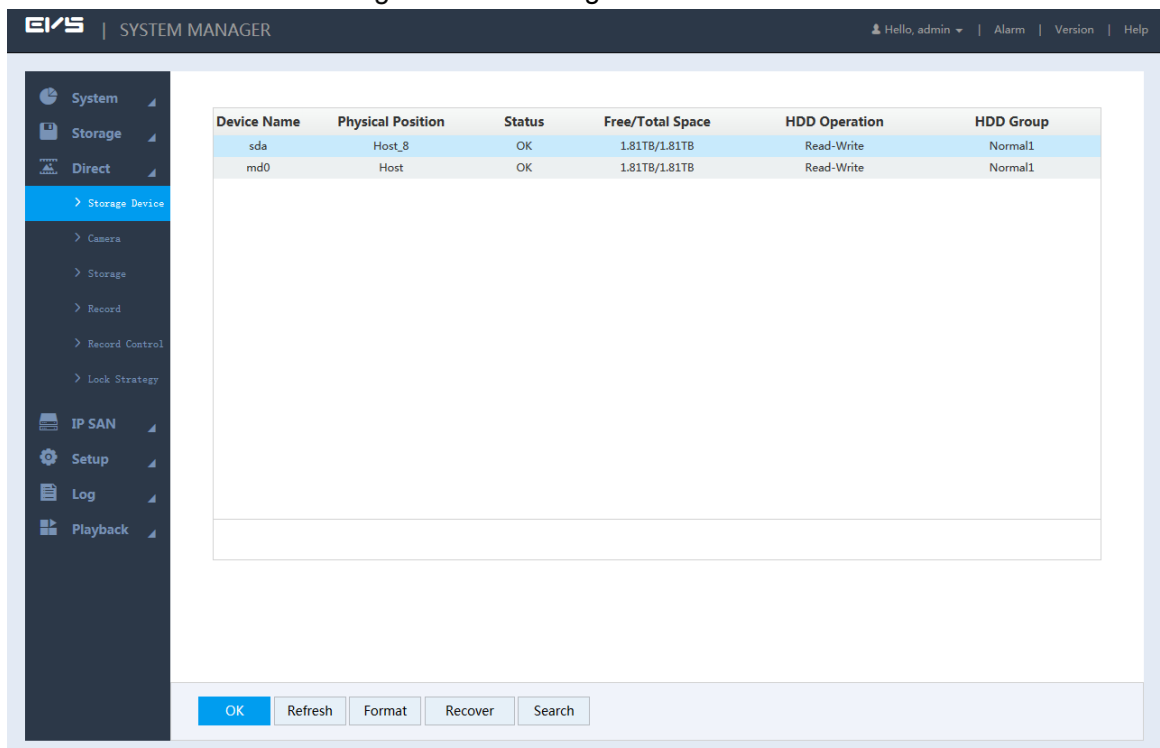 EVS | SYSTEM MANAGER
Hello, admin | Alarm | Version | Help
System
Storage
Direct
> Storage Device
> Camera
> Storage
> Record
> Record Control
> Lock Strategy
IP SAN
Setup
Log
Playback
Device Name Physical Position Status Free/Total Space HDD Operation HDD Group
sda Host_8 OK 1.81TB/1.81TB Read-Write Normal1
md0 Host OK 1.81TB/1.81TB Read-Write Normal1
OK Refresh Format Recover Search